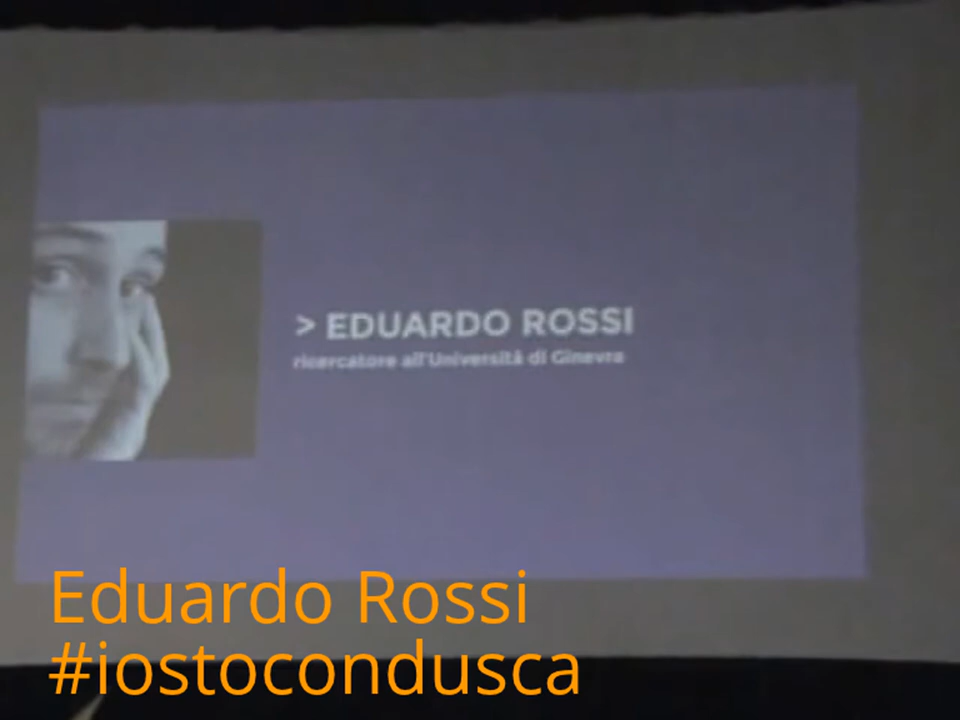 > EDUARDO ROSSI
ricercatore all'Università di Ginevra
Eduardo Rossi
#iostocondusca